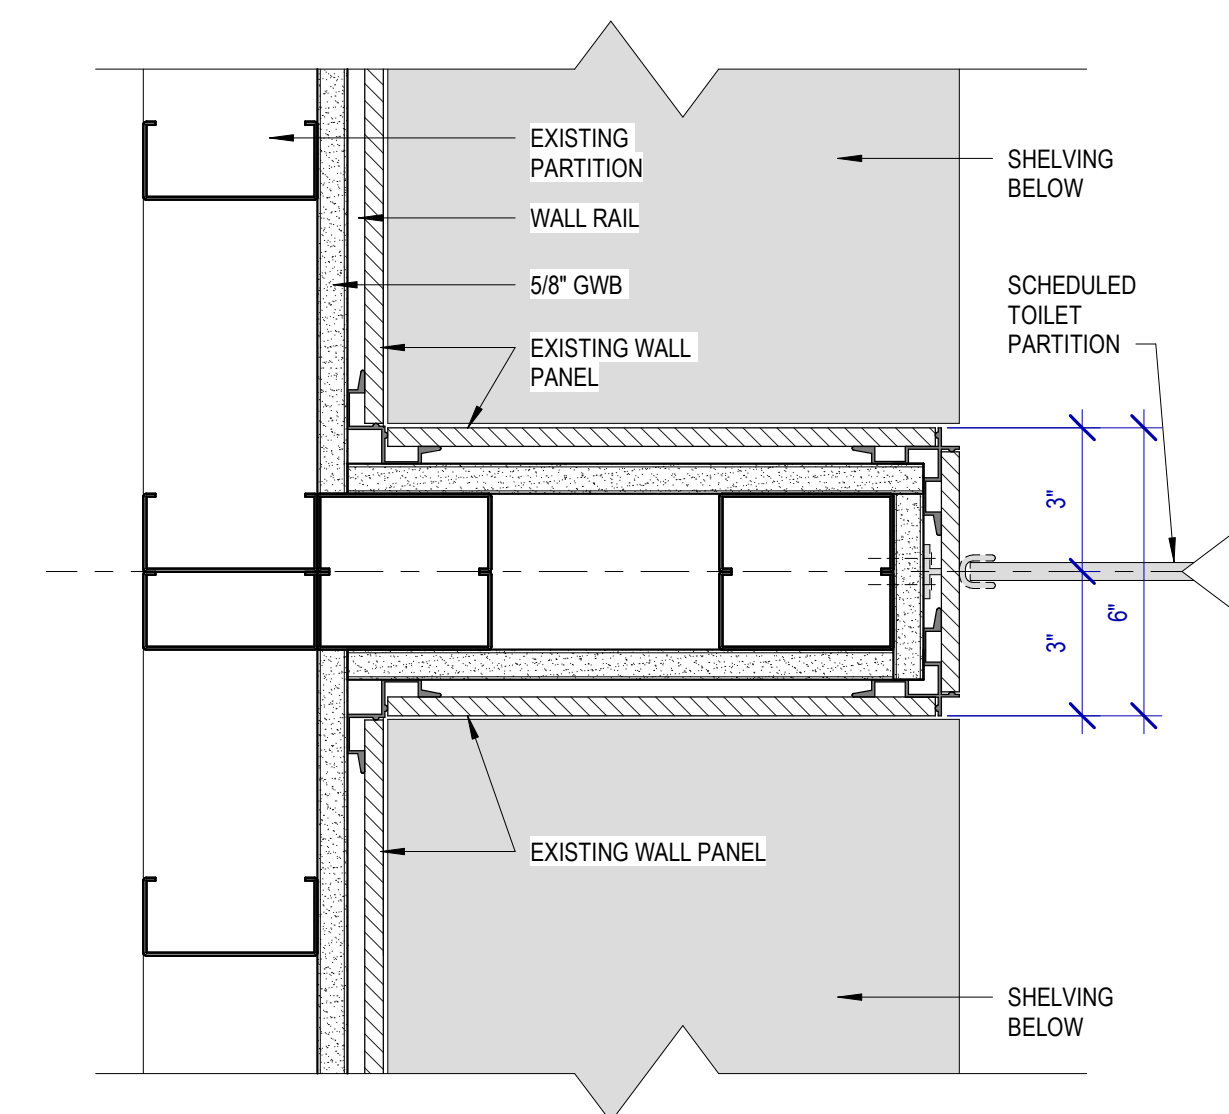 EXISTING
PARTITION
WALL RAIL
5/8" GWB
EXISTING WALL
PANEL
SHELVING
BELOW
SCHEDULED
TOILET
PARTITION
3"
6"
3"
EXISTING WALL PANEL
SHELVING
BELOW